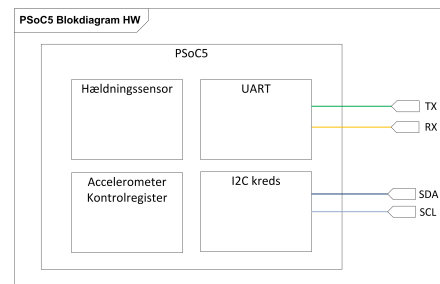 PSoC5 Blokdiagram HW
PSoC5
Hældningssensor
UART
TX
RX
Accelerometer
Kontrolregister
I2C kreds
SDA
SCL